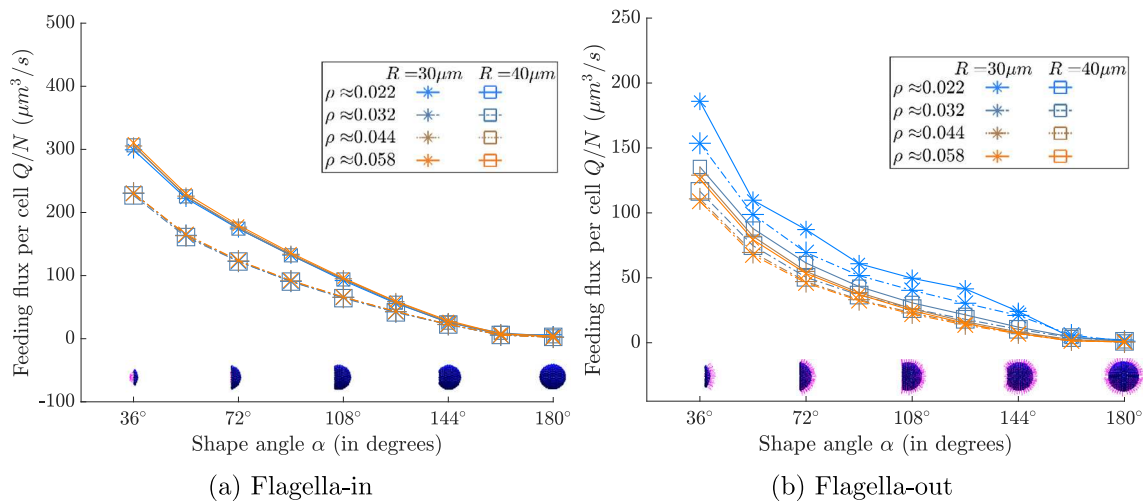 500
400
300
200
100
0
-100
Feeding flux per cell Q/N (μm³/s)
R =30μm R =40μm
ρ ≈0.022
ρ ≈0.032
ρ ≈0.044
ρ ≈0.058
36° 72° 108° 144° 180°
Shape angle α (in degrees)
(a) Flagella-in
250
200
150
100
50
0
Feeding flux per cell Q/N (μm³/s)
R =30μm R =40μm
ρ ≈0.022
ρ ≈0.032
ρ ≈0.044
ρ ≈0.058
36° 72° 108° 144° 180°
Shape angle α (in degrees)
(b) Flagella-out